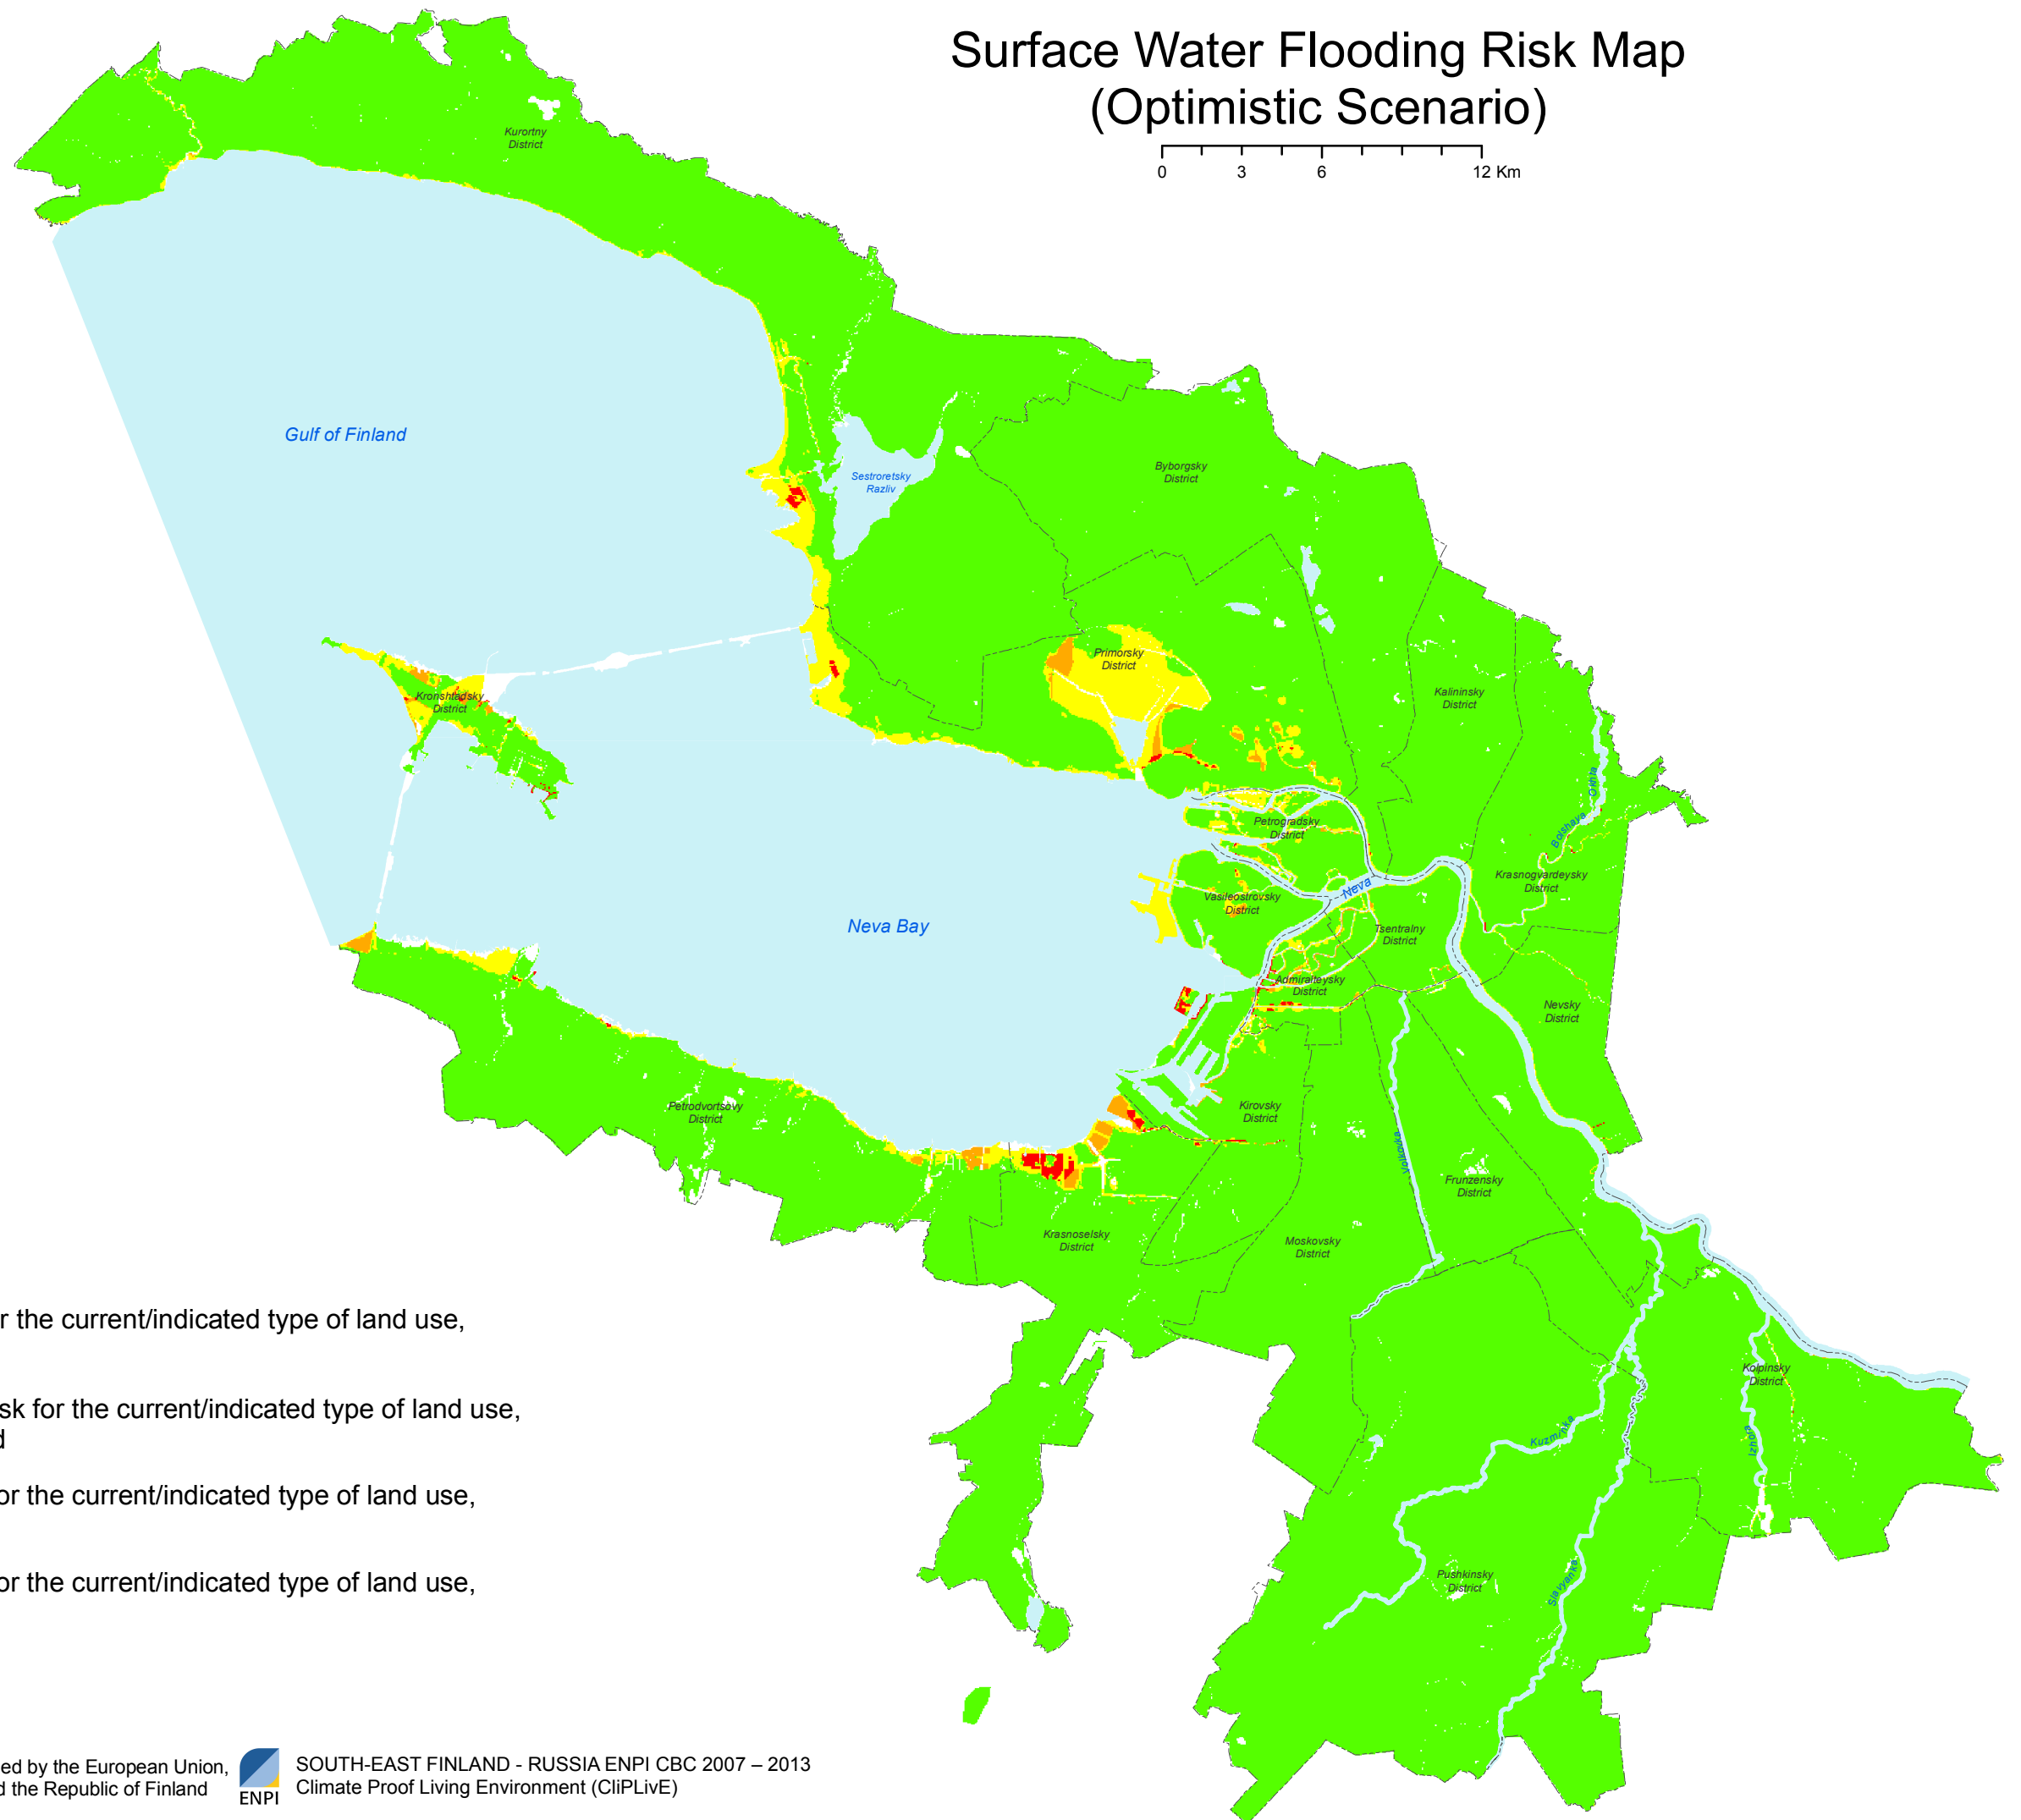 Surface Water Flooding Risk Map
(Optimistic Scenario)
0 3 6 12 Km
Kurortny
District
Gulf of Finland
Sestroretsky
Razliv
Byborgsky
District
Primorsky
District
Kronshtadsky
District
Kalininsky
District
Okhta
Bolshaya
Petrogradsky
District
Krasnogvardeysky
District
Neva
Vasileostrovsky
District
Neva Bay
Tsentralny
District
Admiralteysky
District
Nevsky
District
Petrodvortsovy
District
Kirovsky
District
Volkovka
Frunzensky
District
Krasnoselsky
District
Moskovsky
District
Kolpinsky
District
Kuzminka
Izhora
Pushkinsky
District
Slavyanka
r the current/indicated type of land use,
sk for the current/indicated type of land use,
d
or the current/indicated type of land use,
or the current/indicated type of land use,
ed by the European Union,
d the Republic of Finland
ENPI
SOUTH-EAST FINLAND - RUSSIA ENPI CBC 2007 – 2013
Climate Proof Living Environment (CliPLivE)